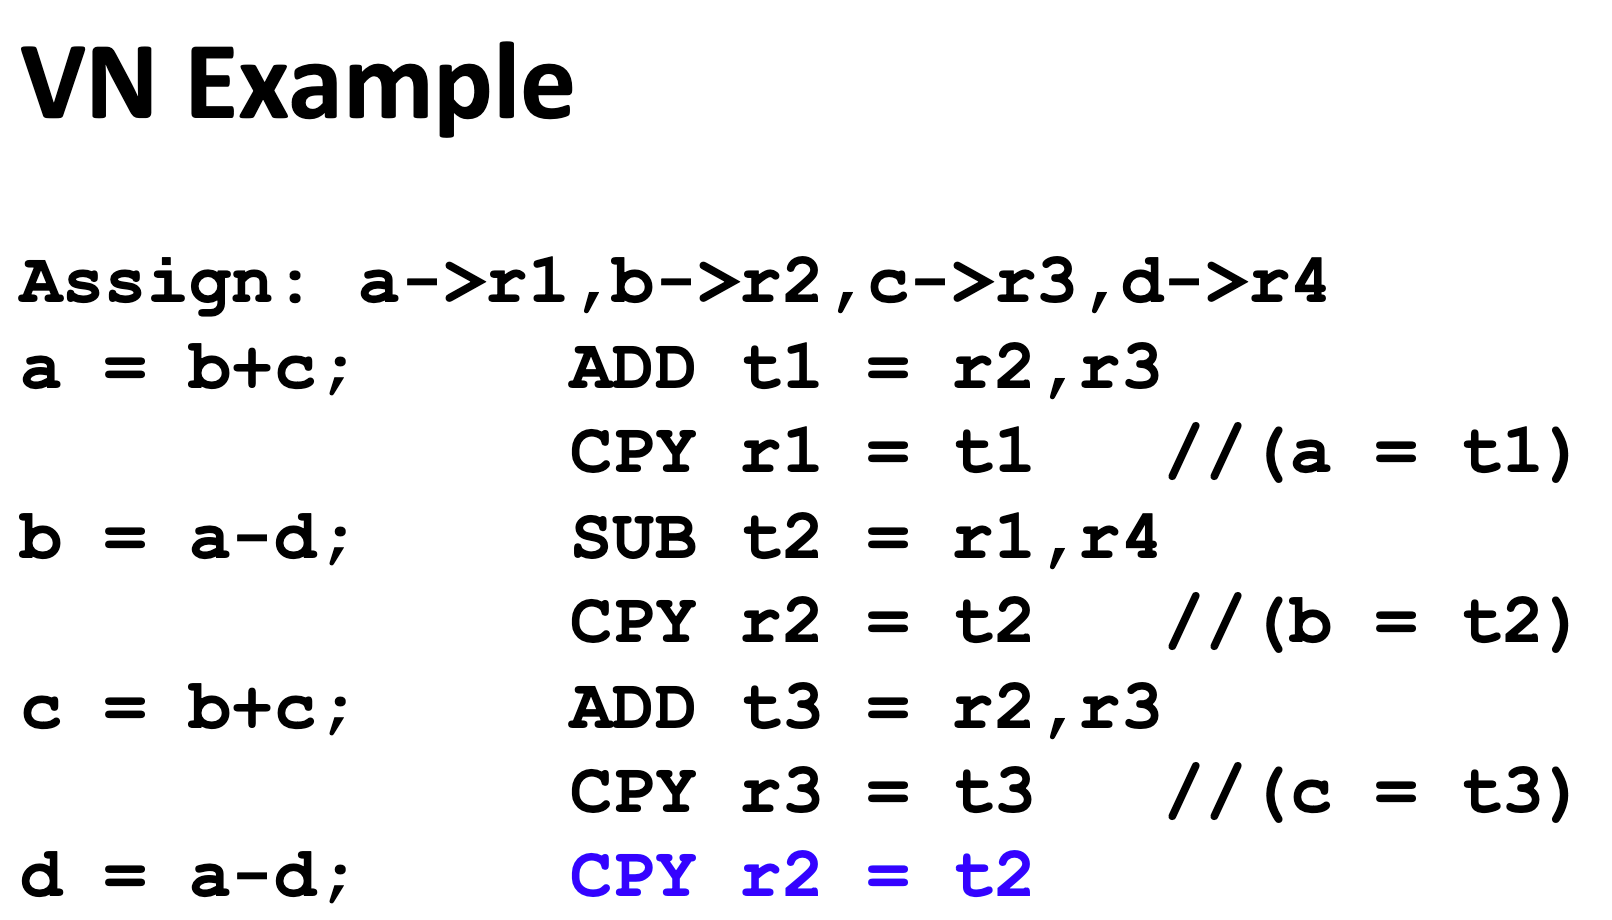 VN Example
Assign: a->r1,b->r2,c->r3,d->r4
a = b+c; ADD t1 = r2,r3
CPY r1 = t1 //(a = t1)
b = a-d; SUB t2 = r1,r4
CPY r2 = t2 //(b = t2)
c = b+c; ADD t3 = r2,r3
CPY r3 = t3 //(c = t3)
d = a-d; CPY r2 = t2